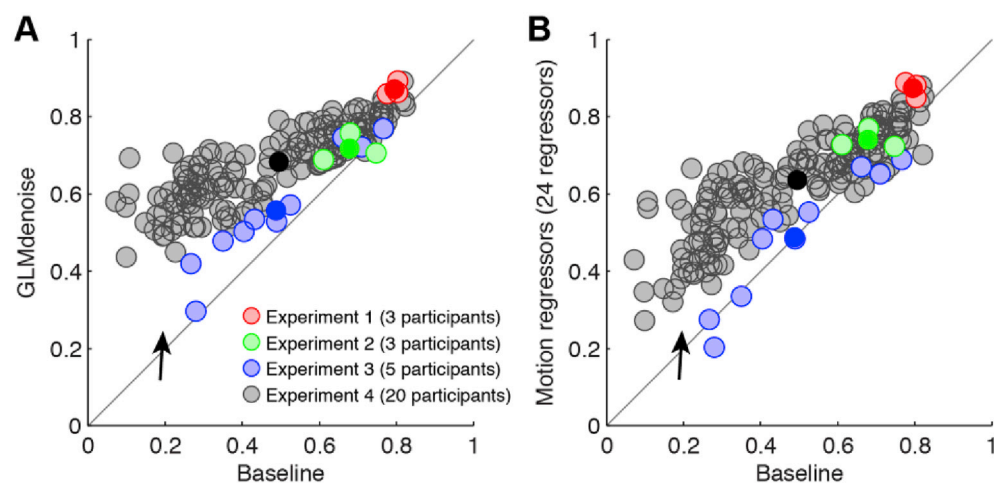 A
GLMdenoise
1
0.8
0.6
0.4
0.2
0
0 0.2 0.4 0.6 0.8 1
Baseline
Experiment 1 (3 participants)
Experiment 2 (3 participants)
Experiment 3 (5 participants)
Experiment 4 (20 participants)
B
Motion regressors (24 regressors)
1
0.8
0.6
0.4
0.2
0
0 0.2 0.4 0.6 0.8 1
Baseline